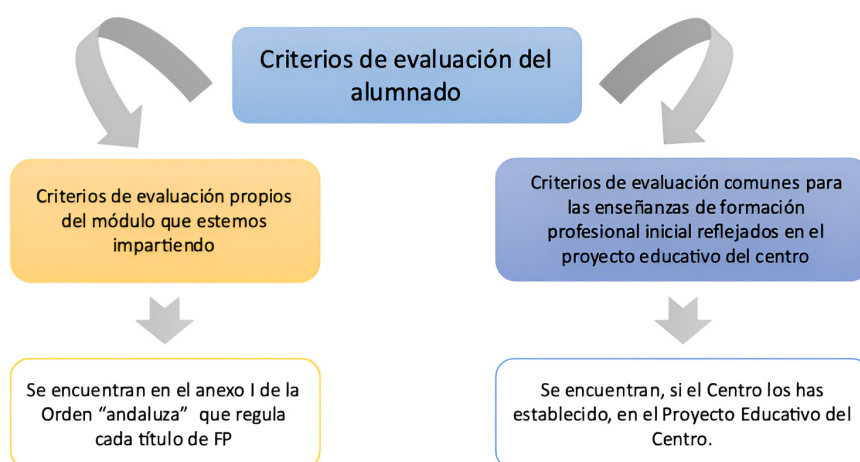 Criterios de evaluación del
alumnado
Criterios de evaluación propios
del módulo que estemos
impartiendo
Criterios de evaluación comunes para
las enseñanzas de formación
profesional inicial reflejados en el
proyecto educativo del centro
Se encuentran en el anexo I de la
Orden “andaluza” que regula
cada título de FP
Se encuentran, si el Centro los has
establecido, en el Proyecto Educativo del
Centro.